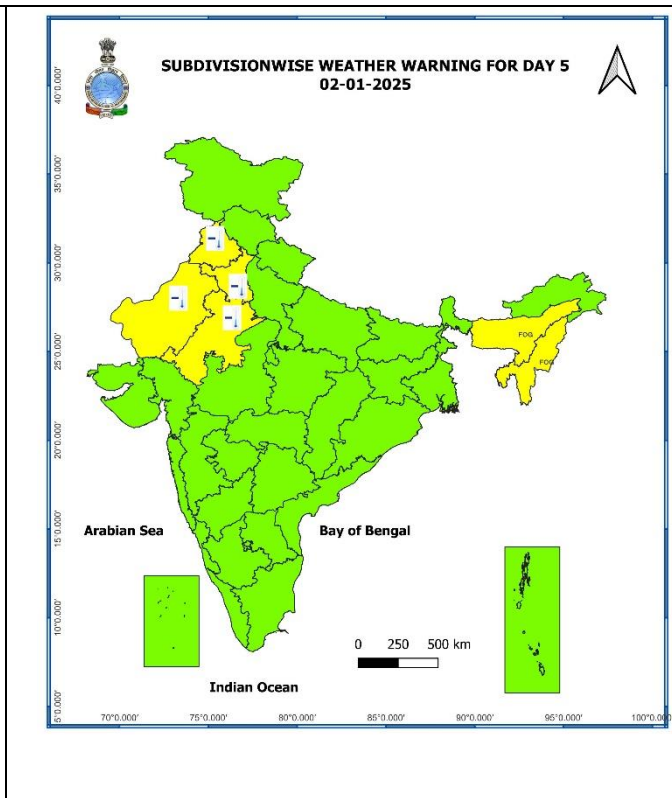 SUBDIVISIONWISE WEATHER WARNING FOR DAY 5
02-01-2025
40°0.000'
35°0.000'
30°0.000'
25°0.000'
20°0.000'
15°0.000'
10°0.000'
5°0.000'
FOG
FOG
Arabian Sea
Bay of Bengal
0 250 500 km
Indian Ocean
70°0.000' 75°0.000' 80°0.000' 85°0.000' 90°0.000' 95°0.000' 100°0.000'